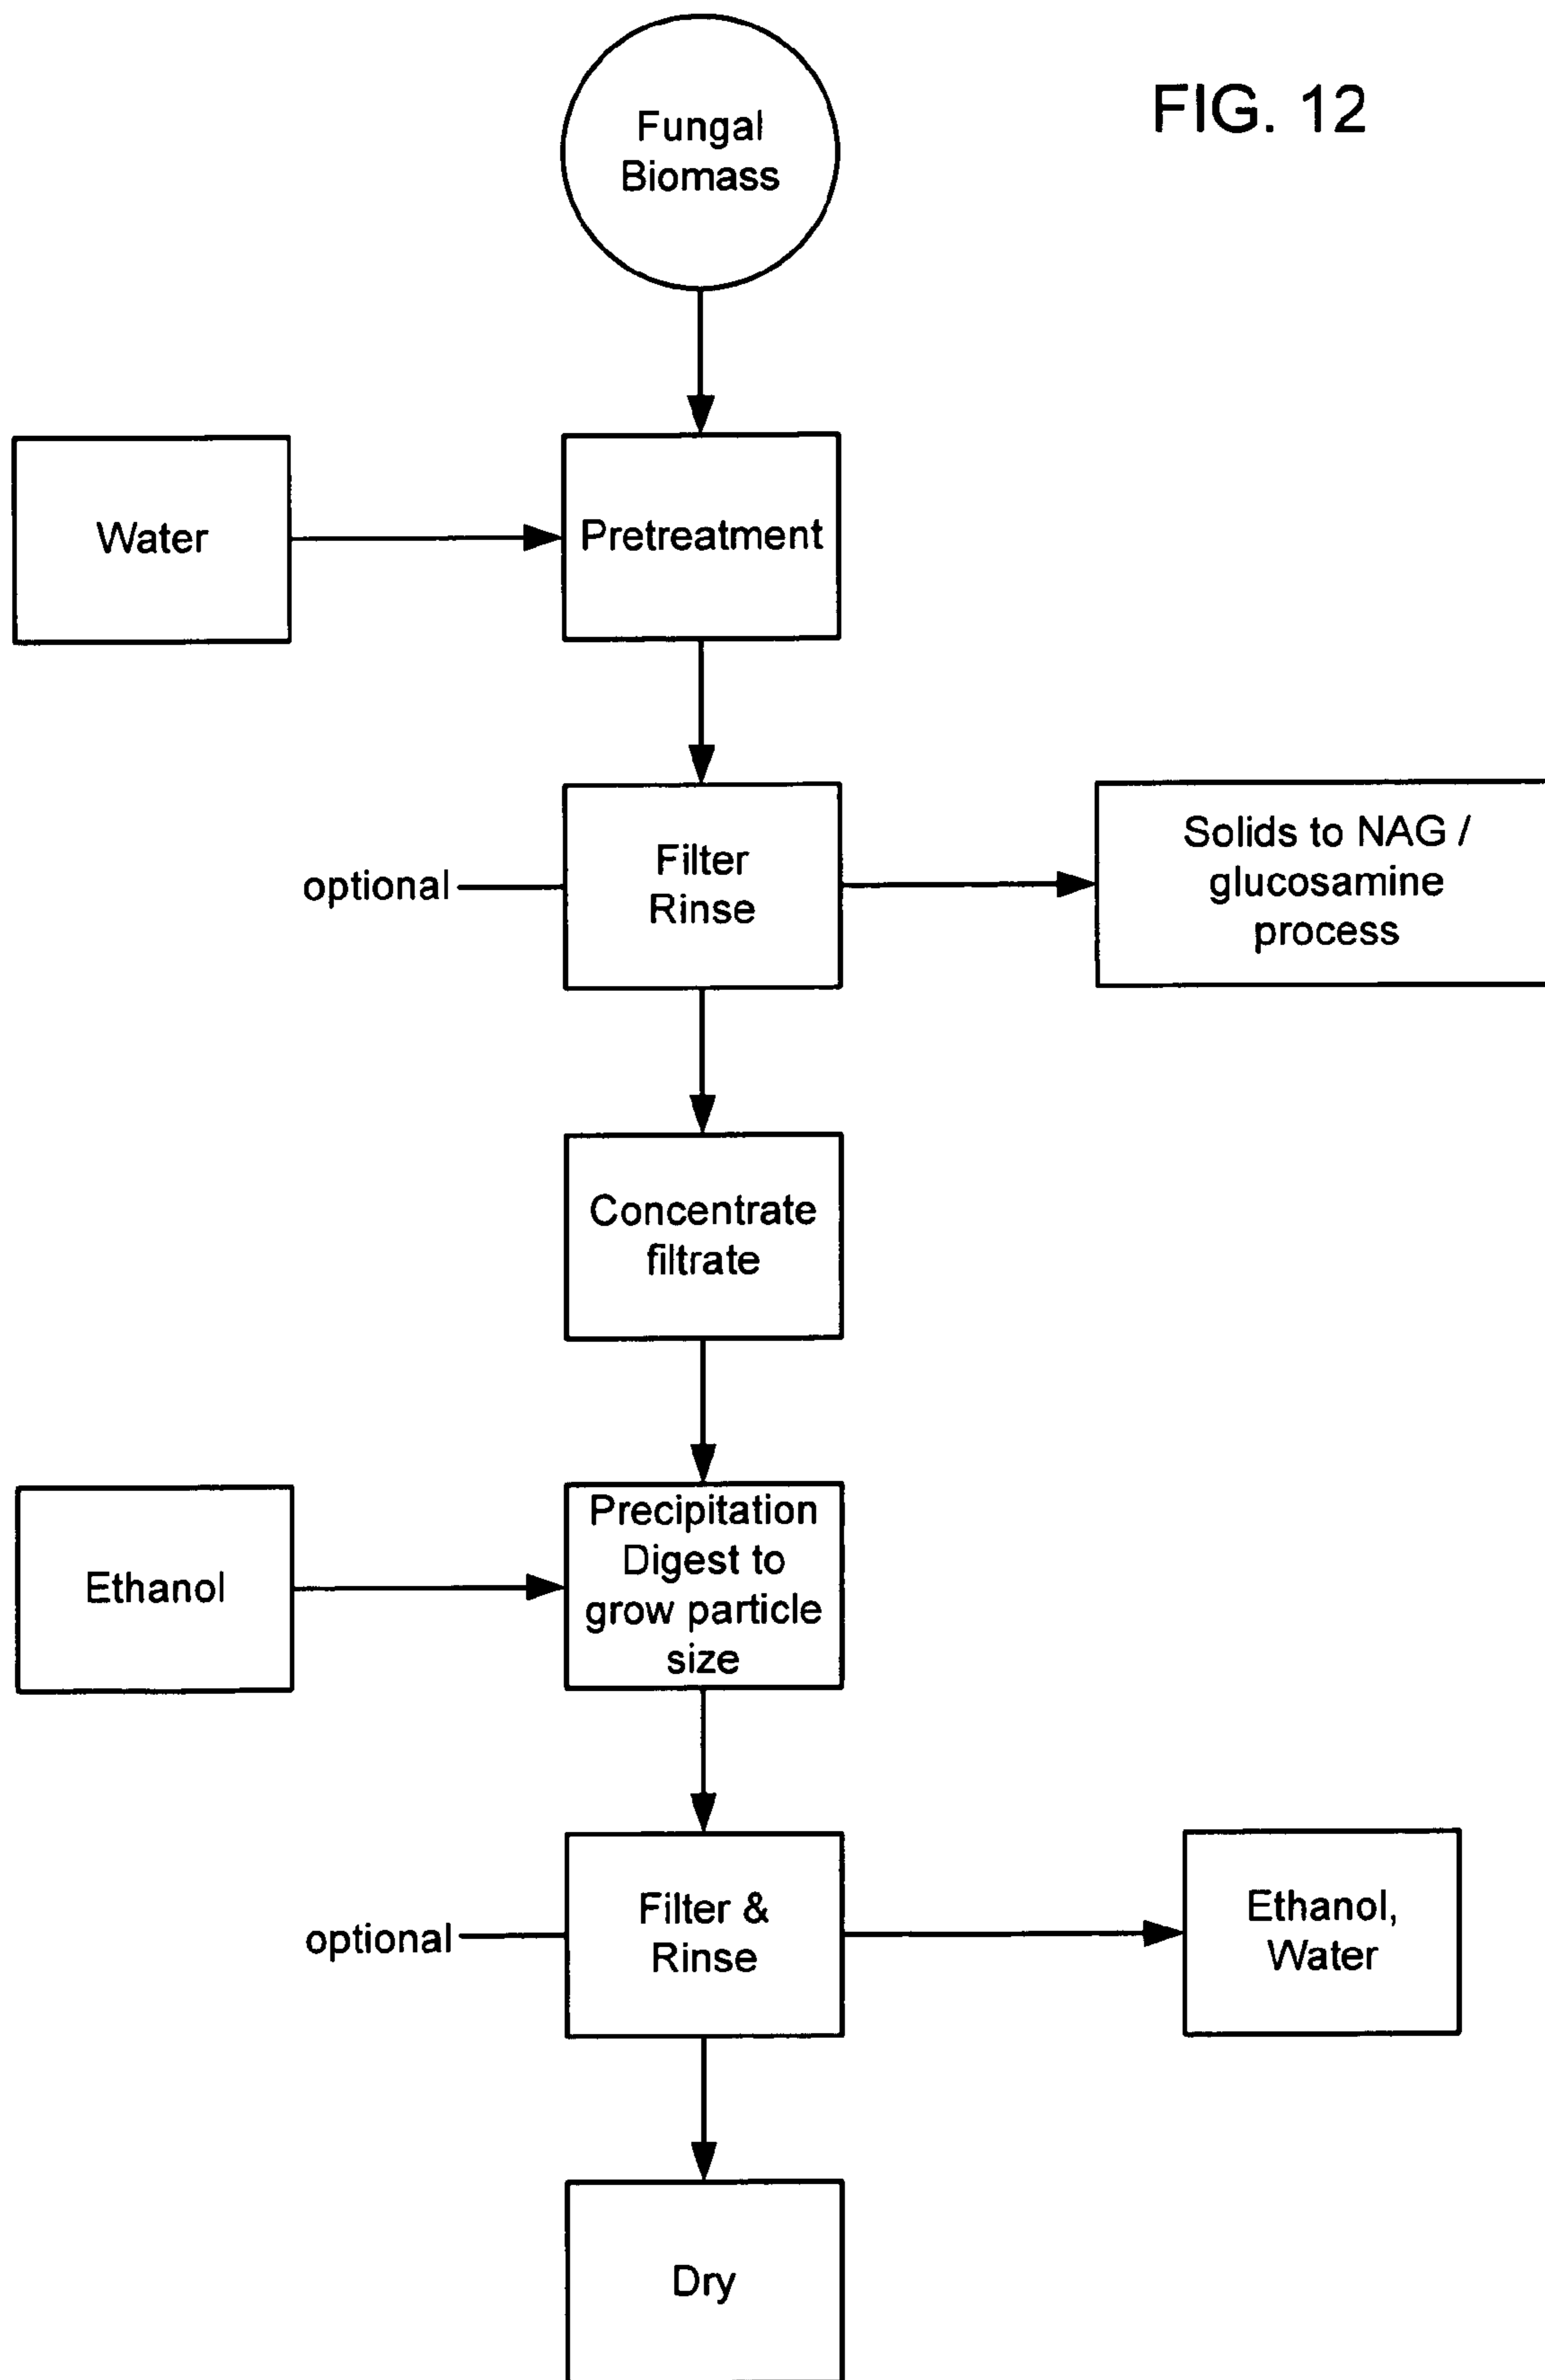 FIG. 12
Fungal
Biomass
Water
Pretreatment
optional
Filter
Rinse
Solids to NAG /
glucosamine
process
Concentrate
filtrate
Ethanol
Precipitation
Digest to
grow particle
size
optional
Filter &
Rinse
Ethanol,
Water
Dry